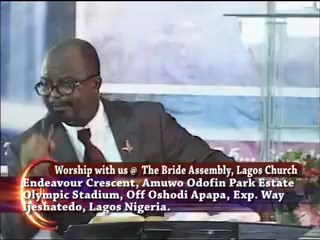 Worship with us @ The Bride Assembly, Lagos Church
Endeavour Crescent, Amuwo Odofin Park Estate
Olympic Stadium, Off Oshodi Apapa, Exp. Way
Ijeshatedo, Lagos Nigeria.